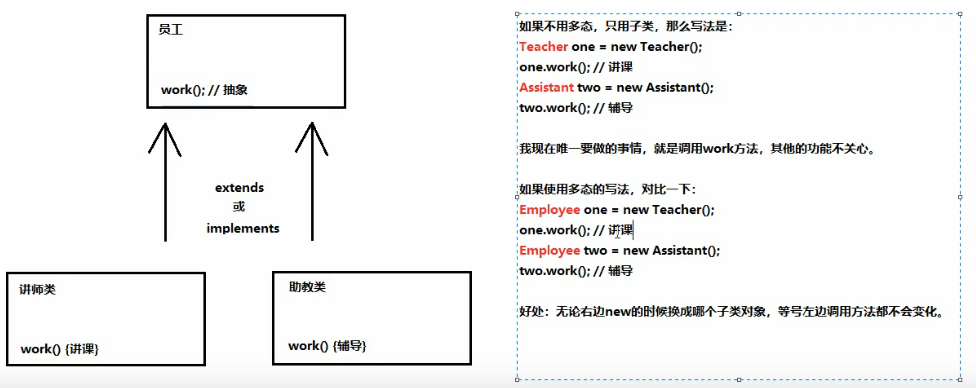 员工
work(); // 抽象
extends
或
implements
讲师类
work() {讲课}
助教类
work() {辅导}
如果不用多态，只用子类，那么写法是：
Teacher one = new Teacher();
one.work(); // 讲课
Assistant two = new Assistant();
two.work(); // 辅导
我现在唯一要做的事情，就是调用work方法，其他的功能不关心。
如果使用多态的写法，对比一下：
Employee one = new Teacher();
one.work(); // 讲课
Employee two = new Assistant();
two.work(); // 辅导
好处：无论右边new的时候换成哪个子类对象，等号左边调用方法都不会变化。